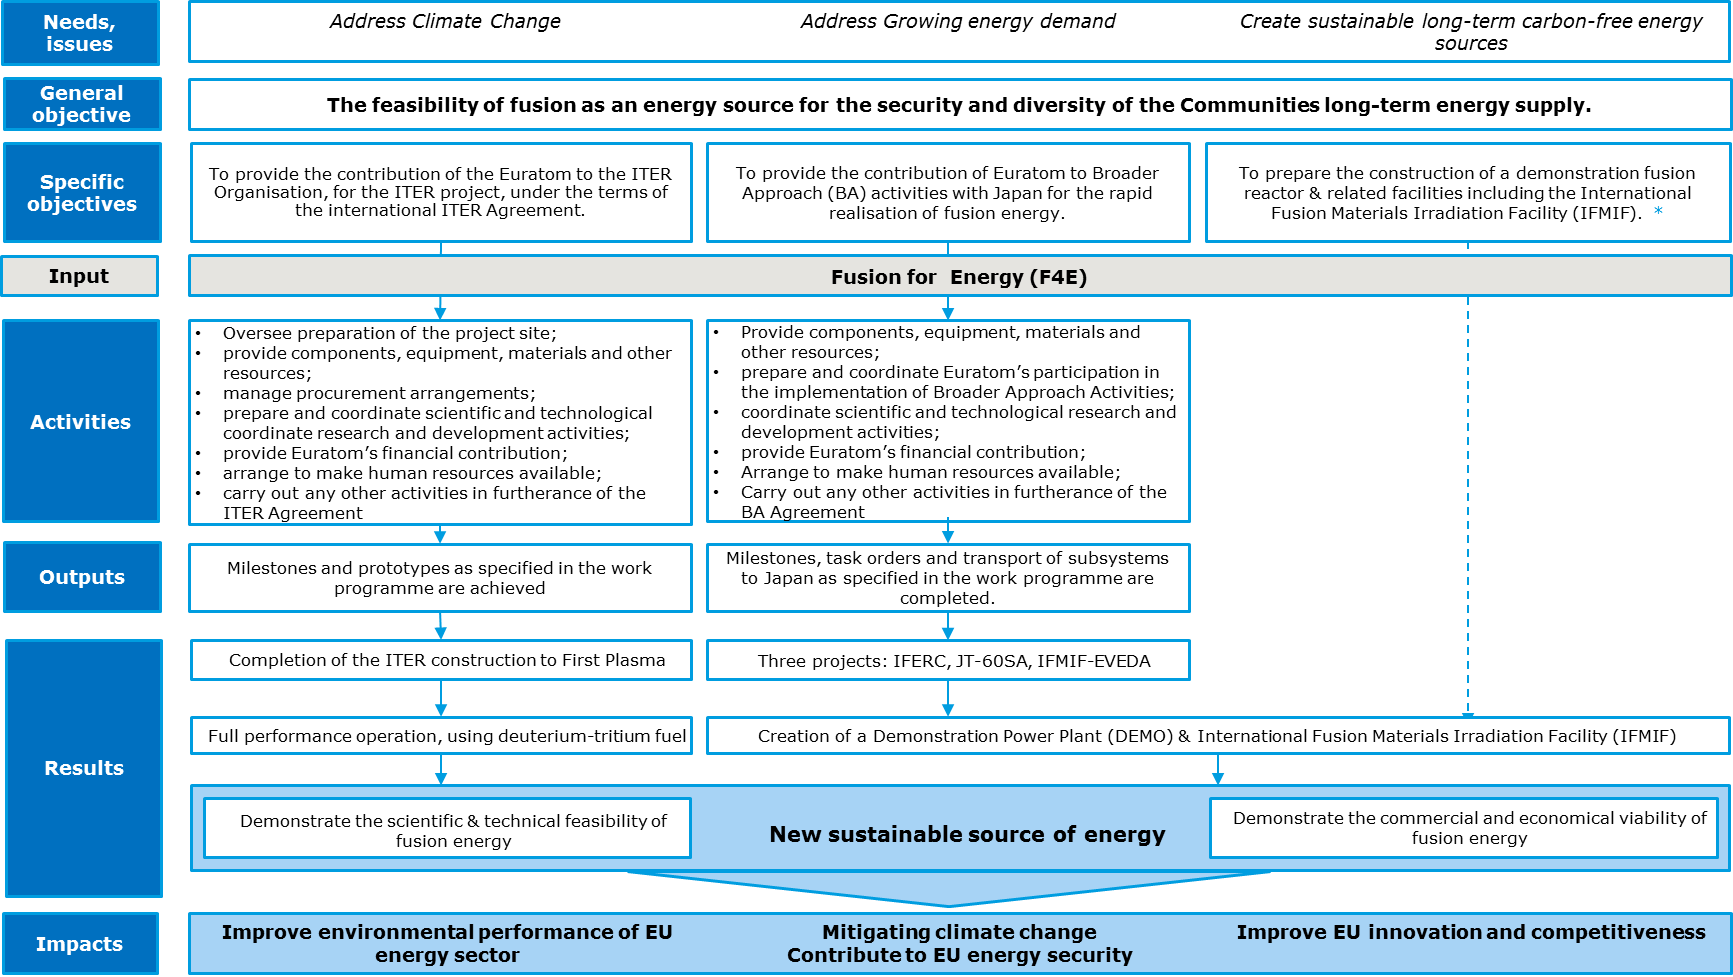 Needs,
issues
Address Climate Change
Address Growing energy demand
Create sustainable long-term carbon-free energy
sources
General
objective
The feasibility of fusion as an energy source for the security and diversity of the Communities long-term energy supply.
Specific
objectives
To provide the contribution of the Euratom to the ITER
Organisation, for the ITER project, under the terms of
the international ITER Agreement.
To provide the contribution of Euratom to Broader
Approach (BA) activities with Japan for the rapid
realisation of fusion energy.
To prepare the construction of a demonstration fusion
reactor & related facilities including the International
Fusion Materials Irradiation Facility (IFMIF). *
Input
Fusion for Energy (F4E)
Activities
• Oversee preparation of the project site;
• provide components, equipment, materials and other
resources;
• manage procurement arrangements;
• prepare and coordinate scientific and technological
coordinate research and development activities;
• provide Euratom's financial contribution;
• arrange to make human resources available;
• carry out any other activities in furtherance of the
ITER Agreement
• Provide components, equipment, materials and
other resources;
• prepare and coordinate Euratom's participation in
the implementation of Broader Approach Activities;
• coordinate scientific and technological research and
development activities;
• provide Euratom's financial contribution;
• Arrange to make human resources available;
• Carry out any other activities in furtherance of the
BA Agreement
Outputs
Milestones and prototypes as specified in the work
programme are achieved
Milestones, task orders and transport of subsystems
to Japan as specified in the work programme are
completed.
Results
Completion of the ITER construction to First Plasma
Three projects: IFERC, JT-60SA, IFMIF-EVEDA
Full performance operation, using deuterium-tritium fuel
Creation of a Demonstration Power Plant (DEMO) & International Fusion Materials Irradiation Facility (IFMIF)
Demonstrate the scientific & technical feasibility of
fusion energy
New sustainable source of energy
Demonstrate the commercial and economical viability of
fusion energy
Impacts
Improve environmental performance of EU
energy sector
Mitigating climate change
Contribute to EU energy security
Improve EU innovation and competitiveness